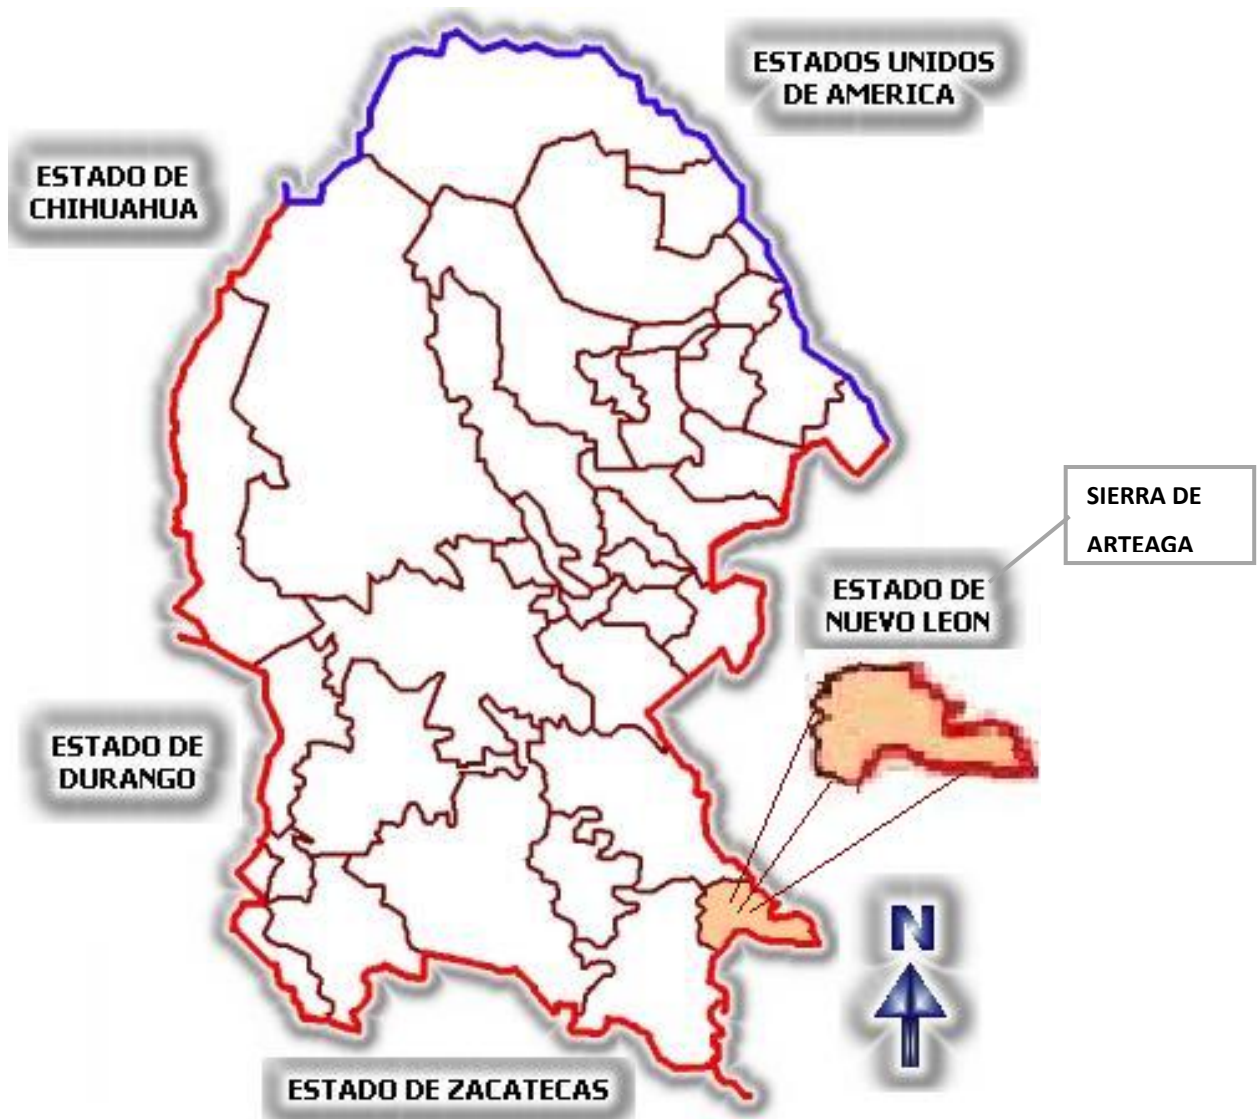 ESTADOS UNIDOS
DE AMERICA
ESTADO DE
CHIHUAHUA
SIERRA DE
ARTEAGA
ESTADO DE
NUEVO LEON
ESTADO DE
DURANGO
N
ESTADO DE ZACATECAS